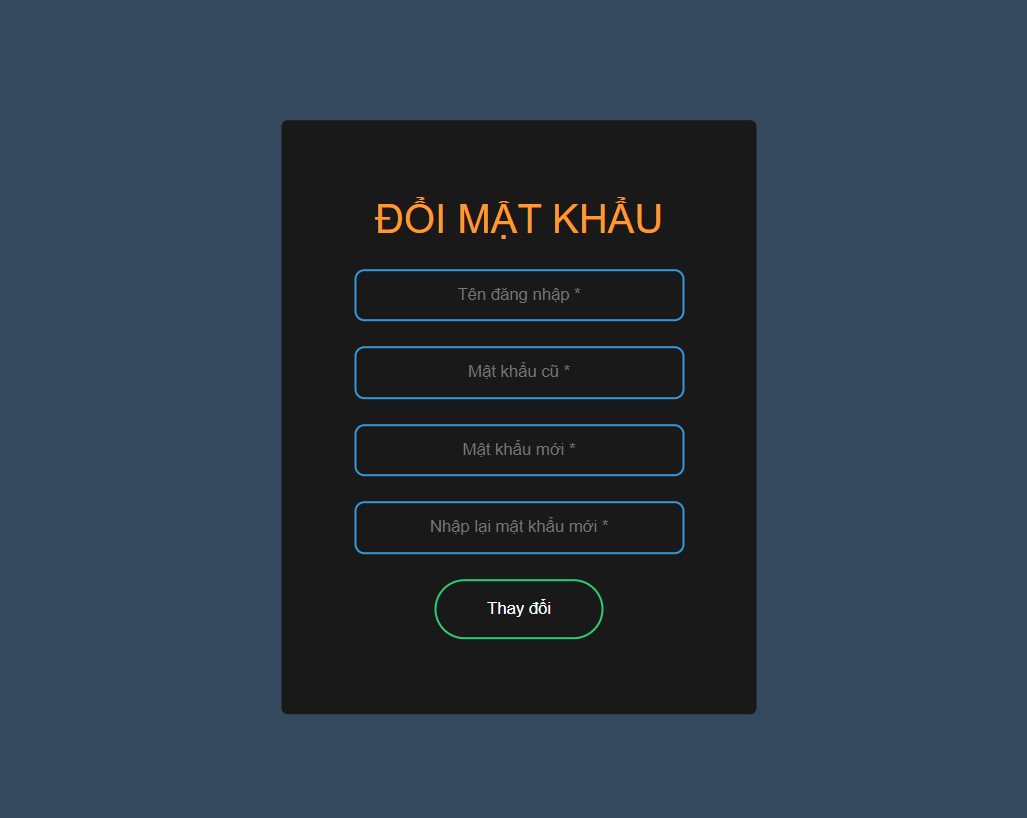 ĐỔI MẬT KHẨU
Tên đăng nhập *
Mật khẩu cũ *
Mật khẩu mới *
Nhập lại mật khẩu mới *
Thay đổi